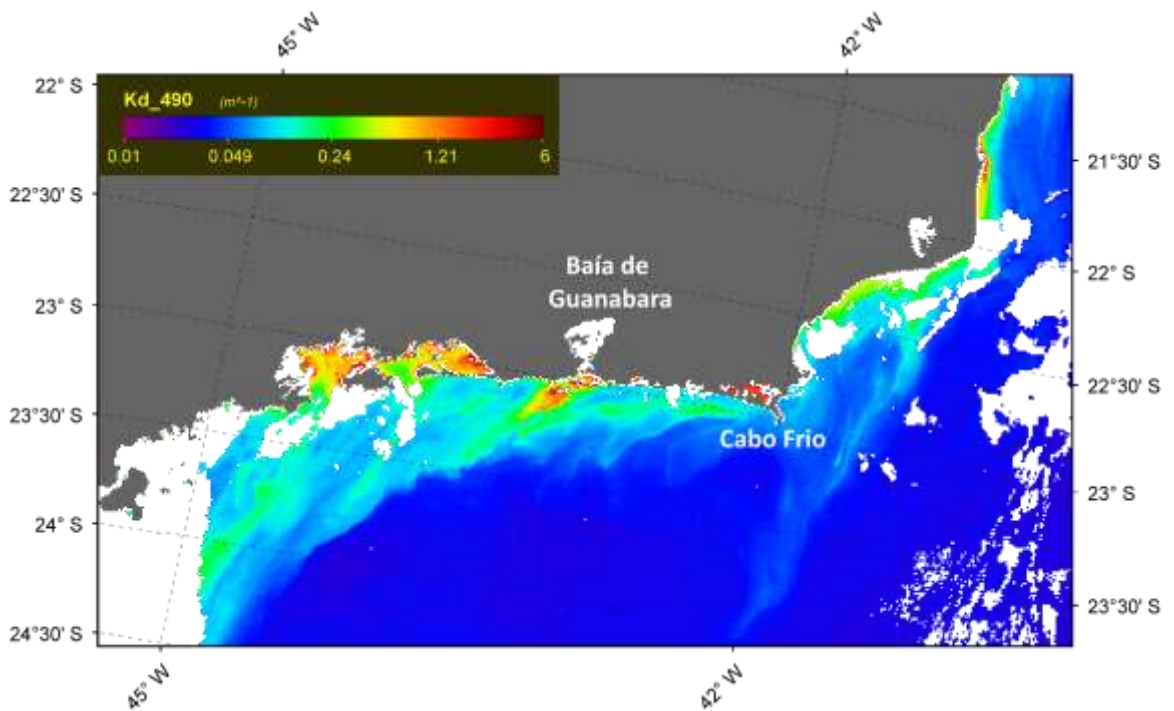 45° W
42° W
22° S
Kd_490 (m^-1)
0.01 0.049 0.24 1.21 6
21°30' S
22°30' S
Baía de
Guanabara
22° S
23° S
22°30' S
23°30' S
Cabo Frio
23° S
24° S
23°30' S
24°30' S
45° W
42° W